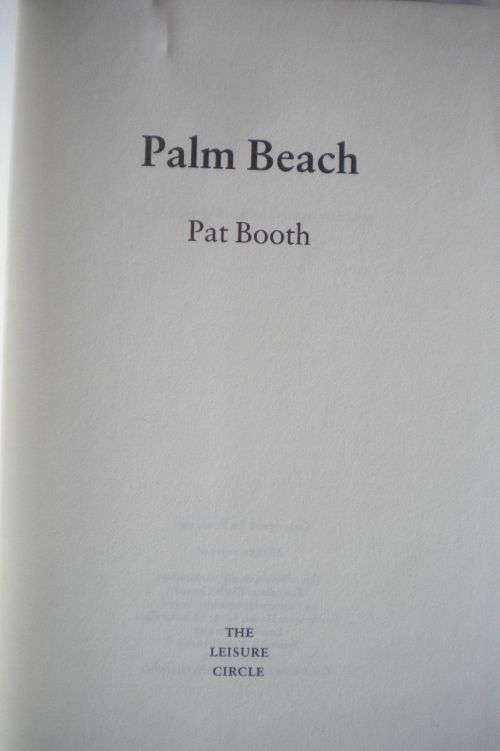 Palm Beach
Pat Booth
THE
LEISURE
CIRCLE